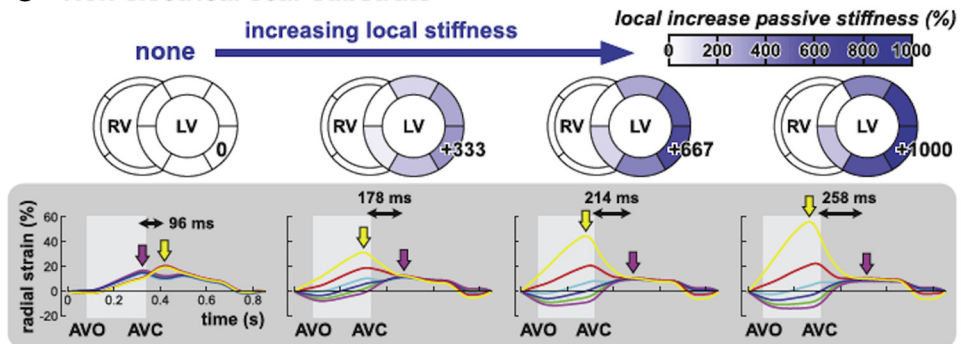 local increase passive stiffness (%)
increasing local stiffness
none
0 200 400 600 800 1000
RV LV 0
RV LV +333
RV LV +667
RV LV +1000
radial strain (%)
60
40
20
0
-20
96 ms
178 ms
214 ms
258 ms
0 0.2 0.4 0.6 0.8
time (s)
AVO AVC
AVO AVC
AVO AVC
AVO AVC